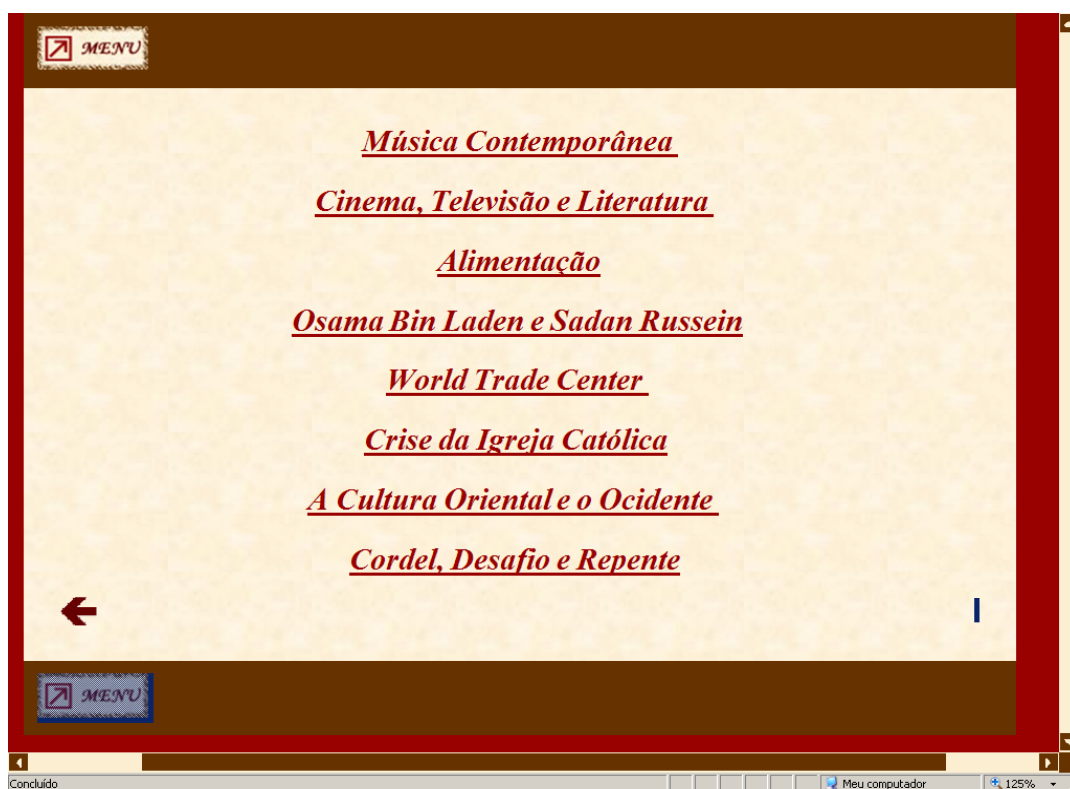 MENU
Música Contemporânea
Cinema, Televisão e Literatura
Alimentação
Osama Bin Laden e Sadan Russein
World Trade Center
Crise da Igreja Católica
A Cultura Oriental e o Ocidente
Cordel, Desafio e Repente
MENU
Concluído
Meu computador
125%